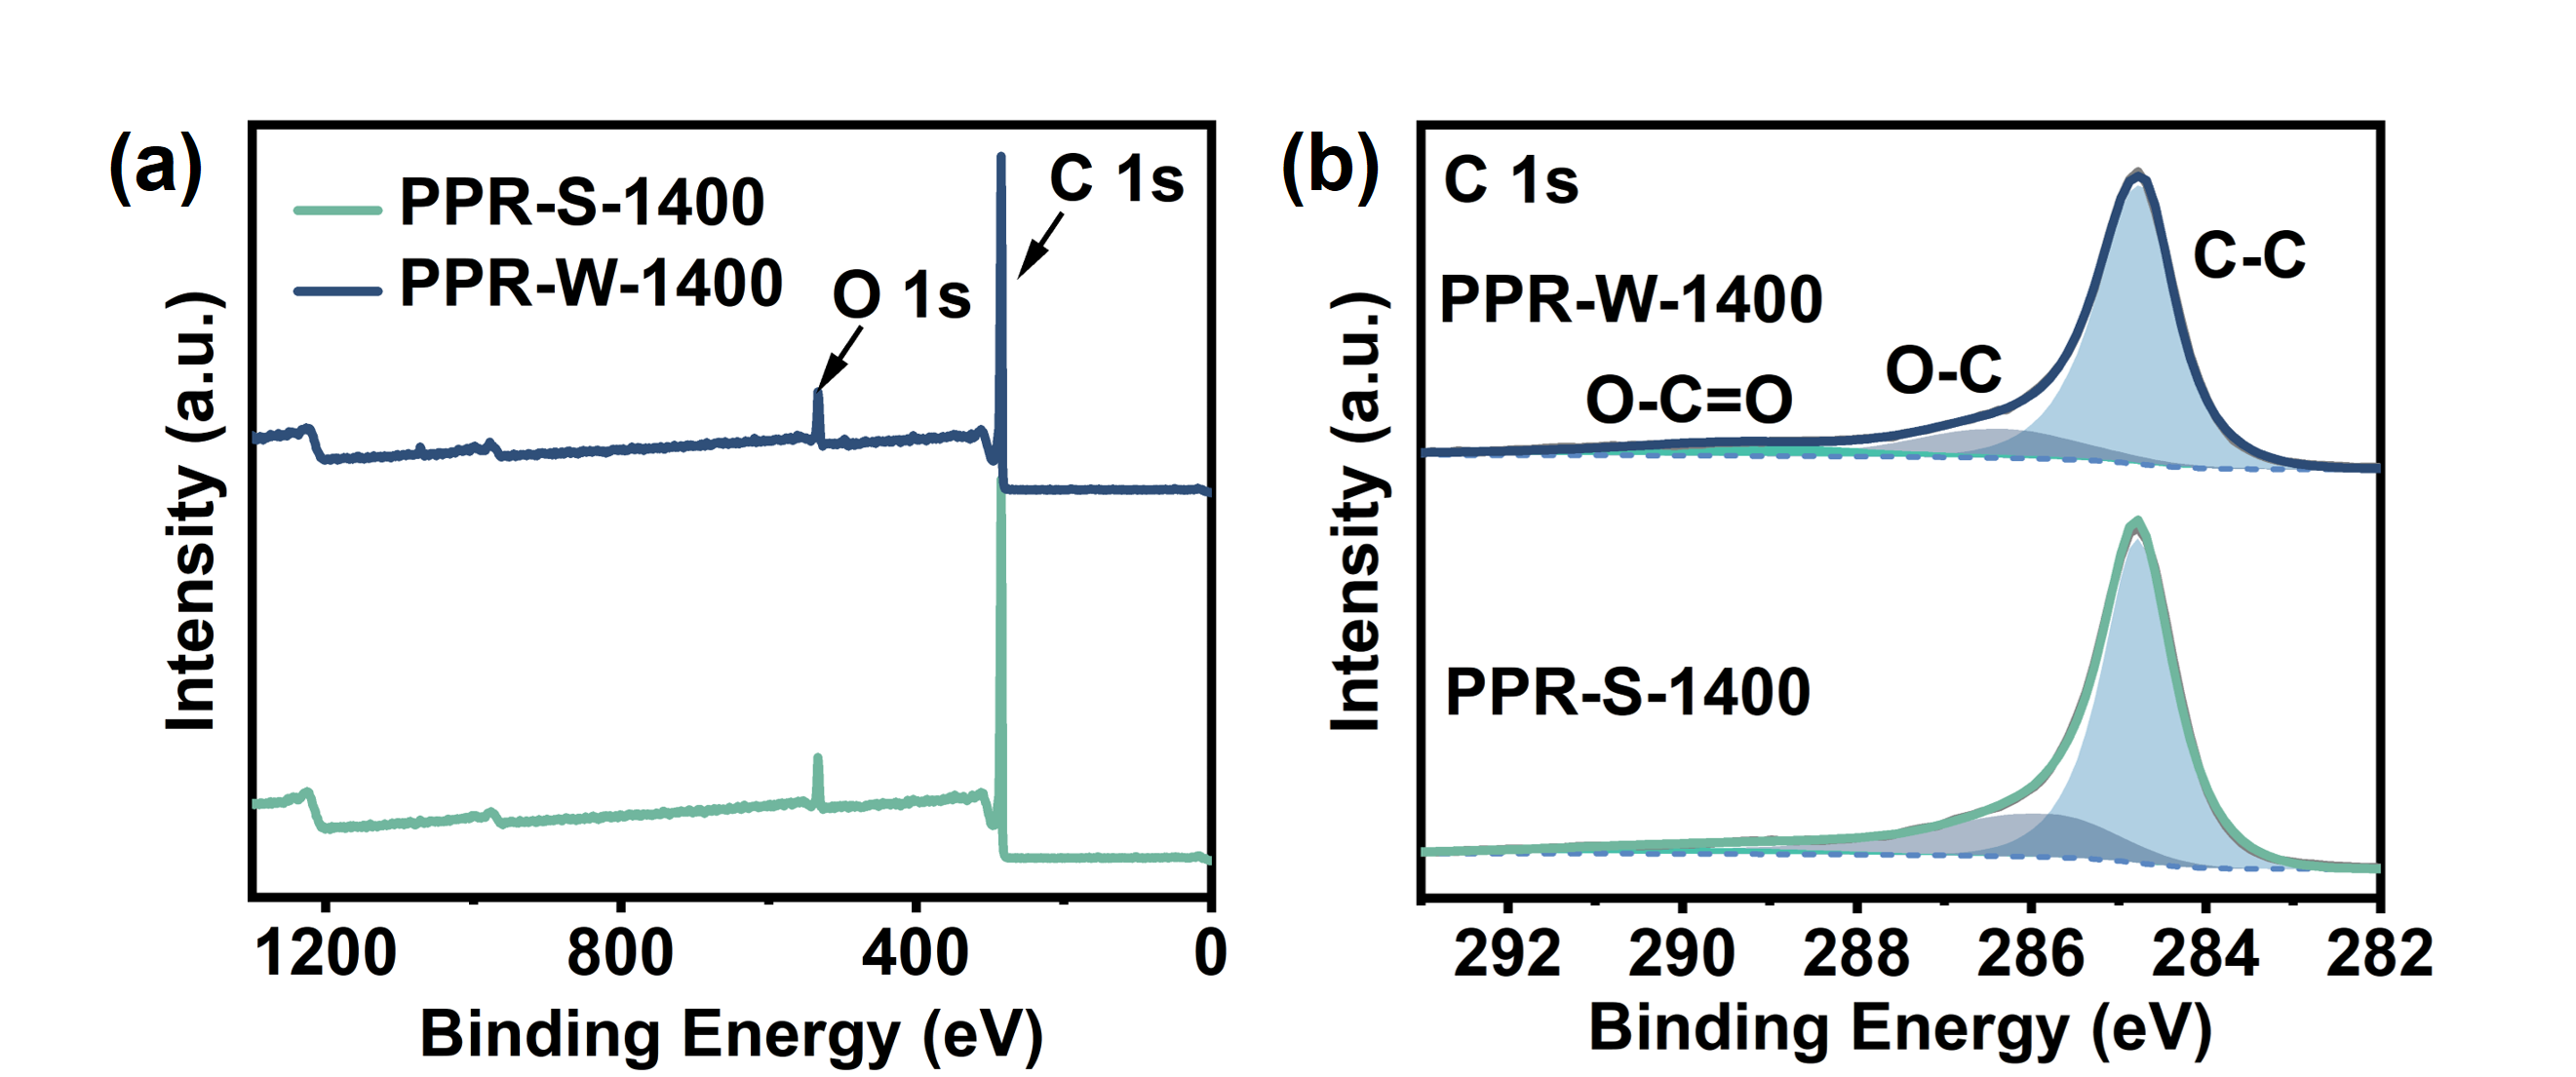 (a)
PPR-S-1400
PPR-W-1400
O 1s
C 1s
Intensity (a.u.)
1200 800 400 0
Binding Energy (eV)
(b)
C 1s
PPR-W-1400
C-C
O-C
O-C=O
PPR-S-1400
Intensity (a.u.)
292 290 288 286 284 282
Binding Energy (eV)